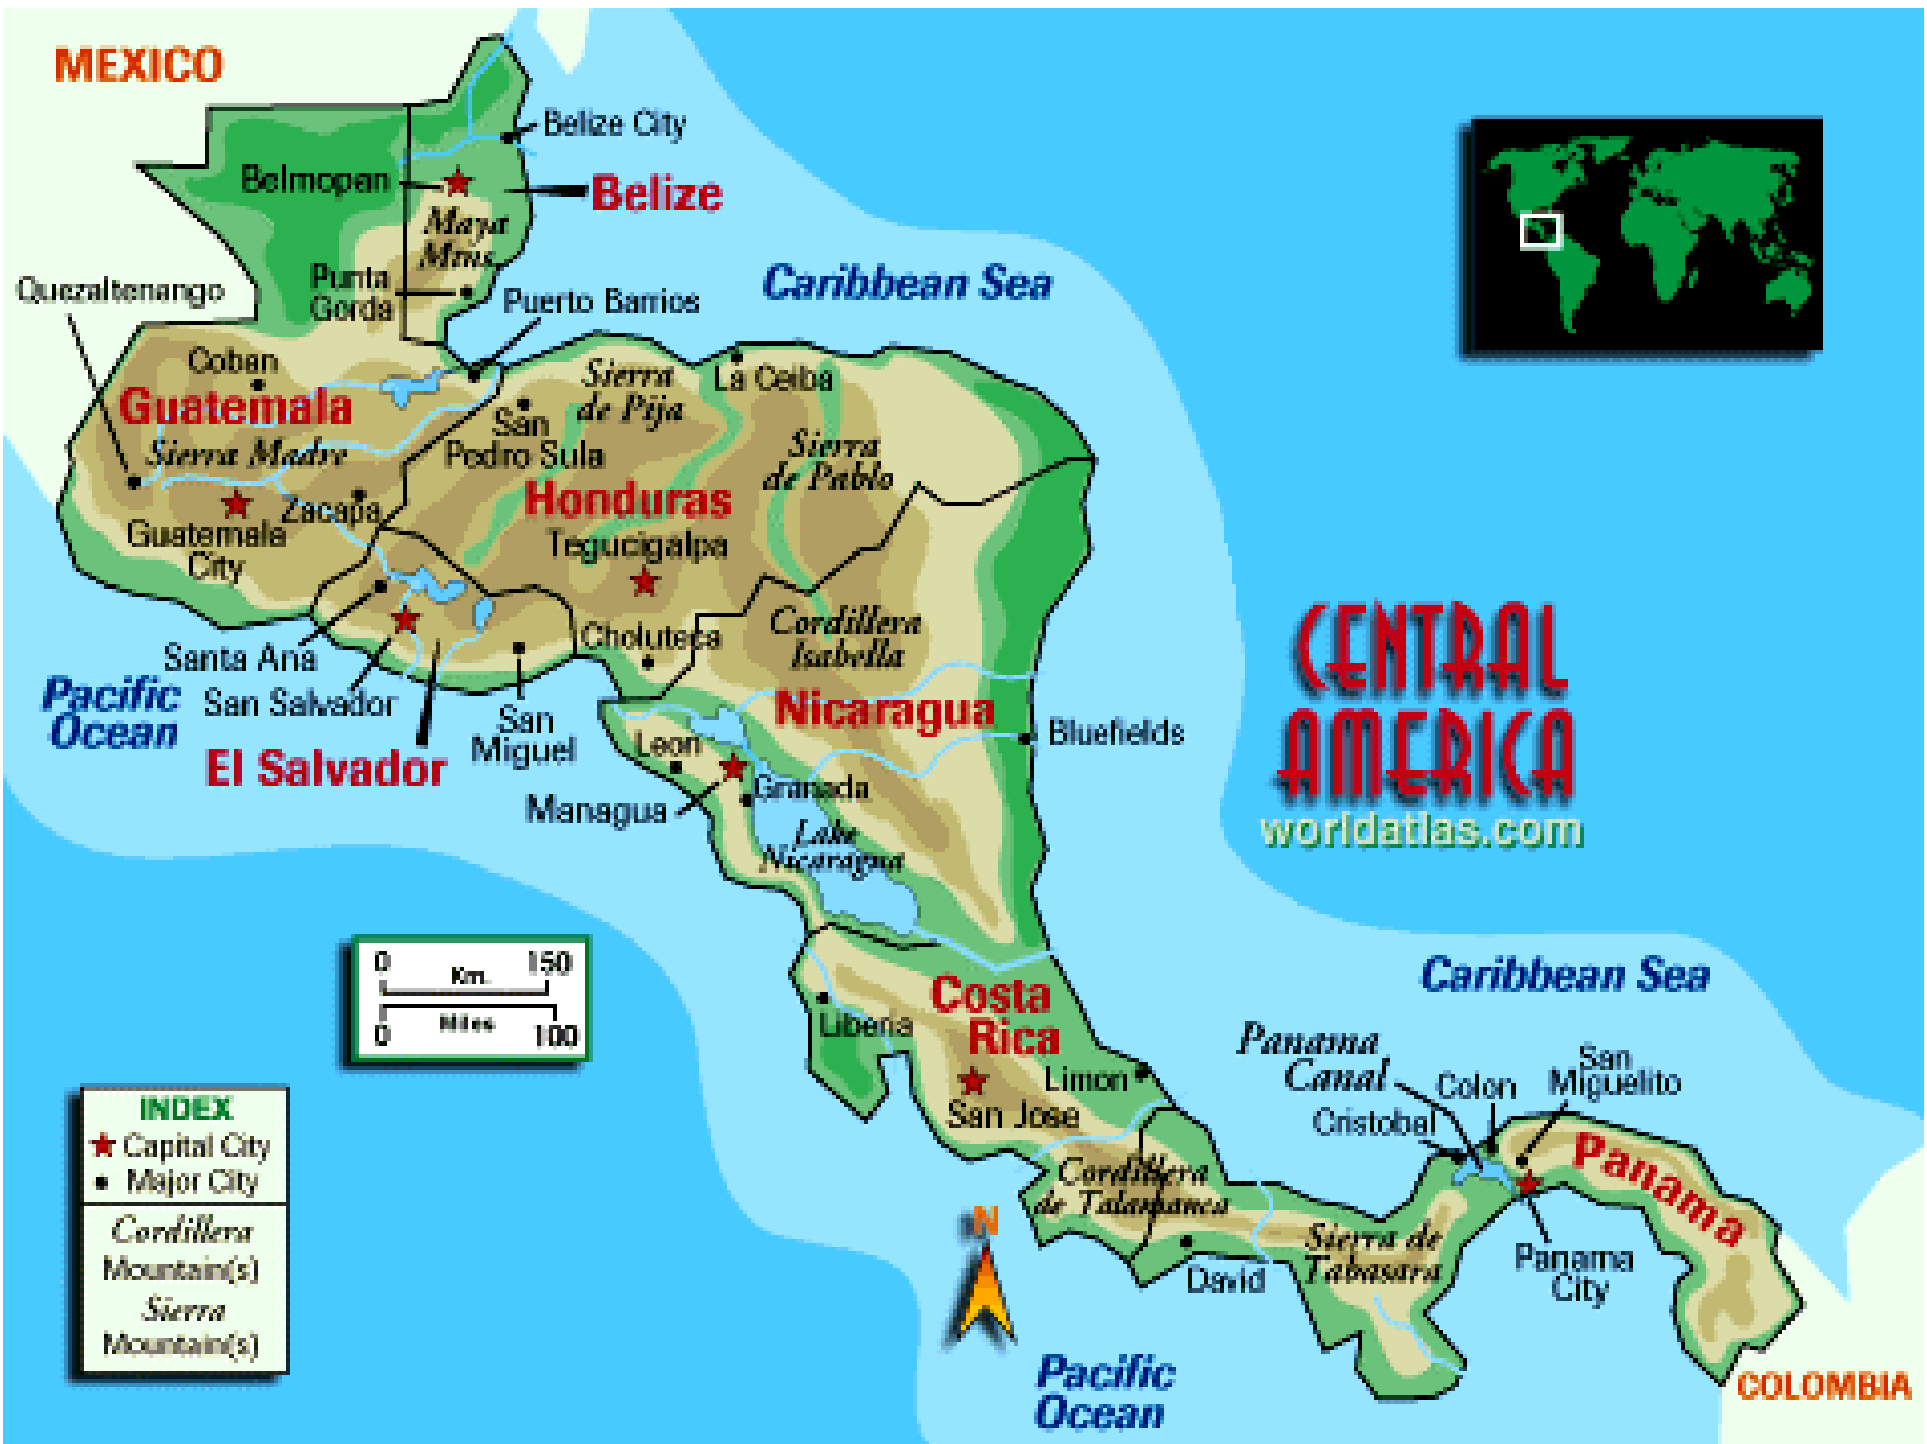 MEXICO
Belize City
Belmopan
Belize
Maya
Mtns
Quezaltenango
Punta
Gorda
Puerto Barrios
Caribbean Sea
Coban
Guatemala
Sierra Madre
Sierra
de Pija
La Ceiba
San
Pedro Sula
Sierra
de Pablo
Honduras
Zacapa
Guatemala
City
Tegucigalpa
Cordillera
Isabella
Choluteca
Santa Ana
San Salvador
El Salvador
San
Miguel
Pacific
Ocean
Nicaragua
Bluefields
Leon
Granada
Managua
Lake
Nicaragua
CENTRAL
AMERICA
worldatlas.com
0 150
Km.
Miles
0 100
Costa
Rica
Liberia
Limon
San Jose
Caribbean Sea
Panama
Canal
Colon
San
Miguelito
Cristobal
Panama
Cordillera
de Talamanca
Sierra de
Tabasara
David
Panama
City
N
Pacific
Ocean
COLOMBIA
INDEX
Capital City
Major City
Cordillera
Mountain(s)
Sierra
Mountain(s)